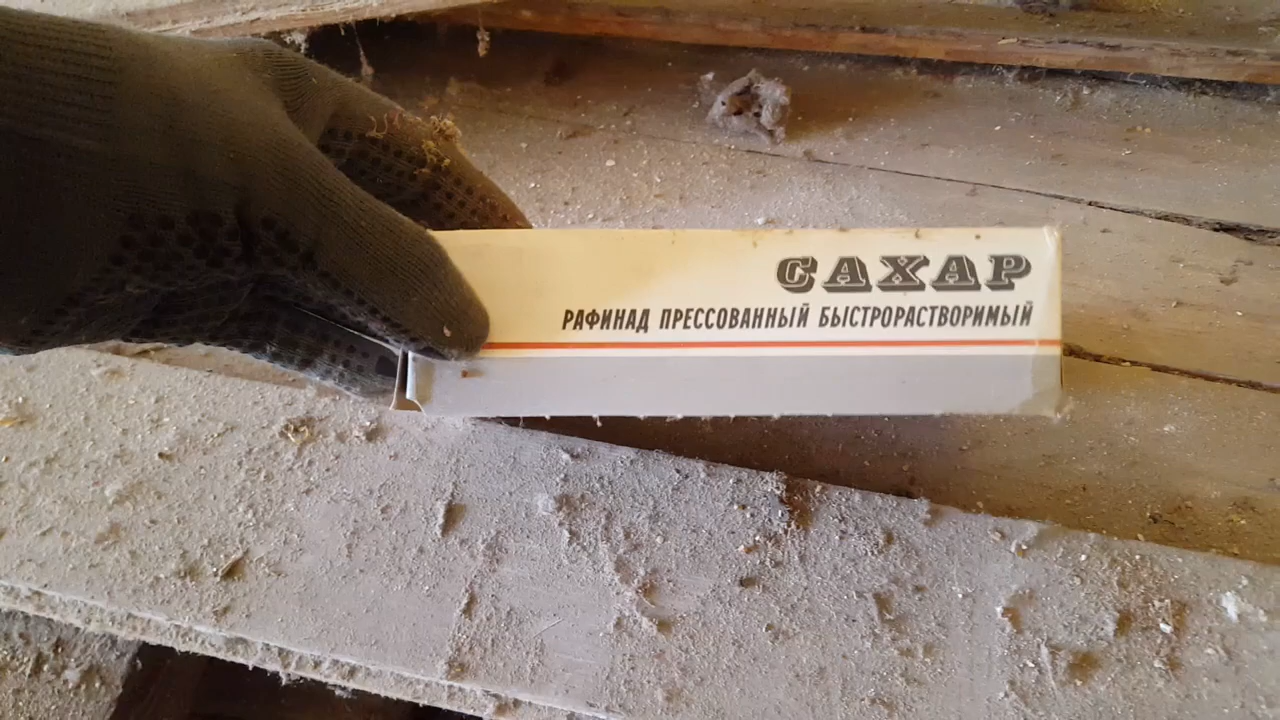 САХАР
РАФИНАД ПРЕССОВАННЫЙ БЫСТРОРАСТВОРИМЫЙ